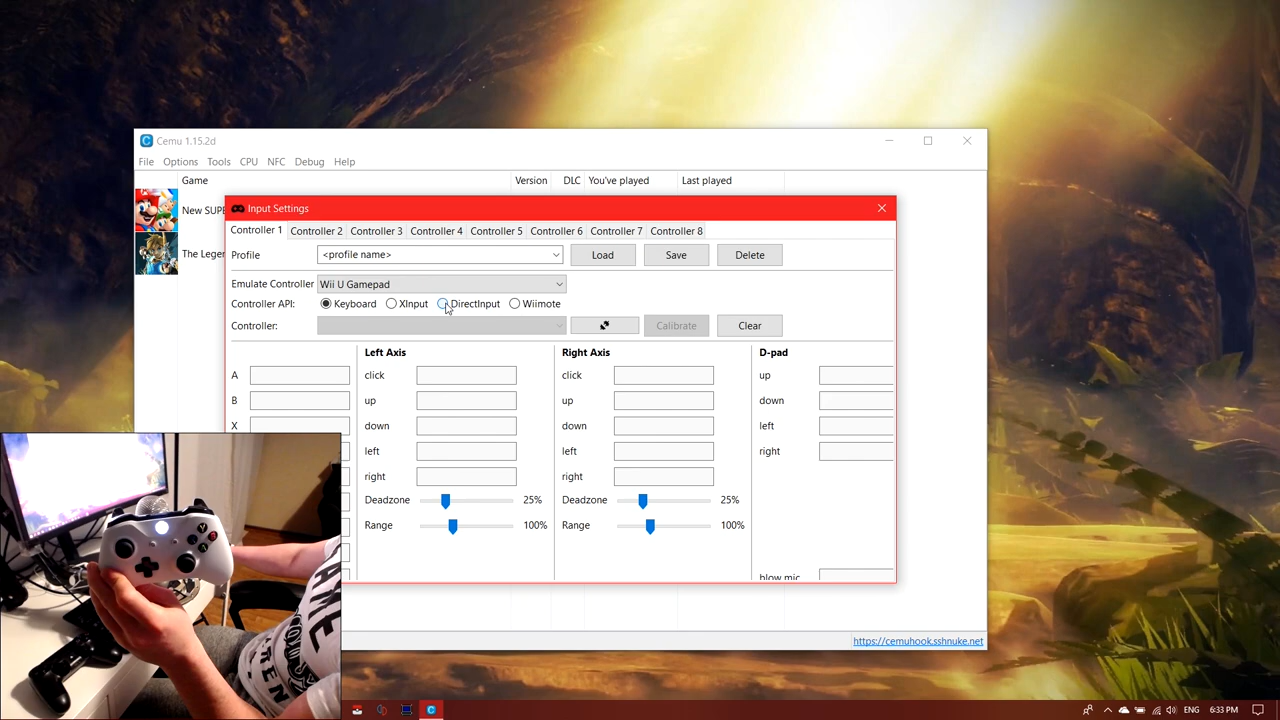 Cemu 1.15.2d
File Options Tools CPU NFC Debug Help
Game Version DLC You've played Last played
New SUPE
The Leger
Input Settings
Controller 1 Controller 2 Controller 3 Controller 4 Controller 5 Controller 6 Controller 7 Controller 8
Profile <profile name> Load Save Delete
Emulate Controller Wii U Gamepad
Controller API: Keyboard XInput DirectInput Wiimote
Controller: Calibrate Clear
Left Axis Right Axis D-pad
A click click up
B up up down
X down down left
left left right
right right
Deadzone 25% Deadzone 25%
Range 100% Range 100%
blow mic
https://cemuhook.sshnuke.net
ENG 6:33 PM